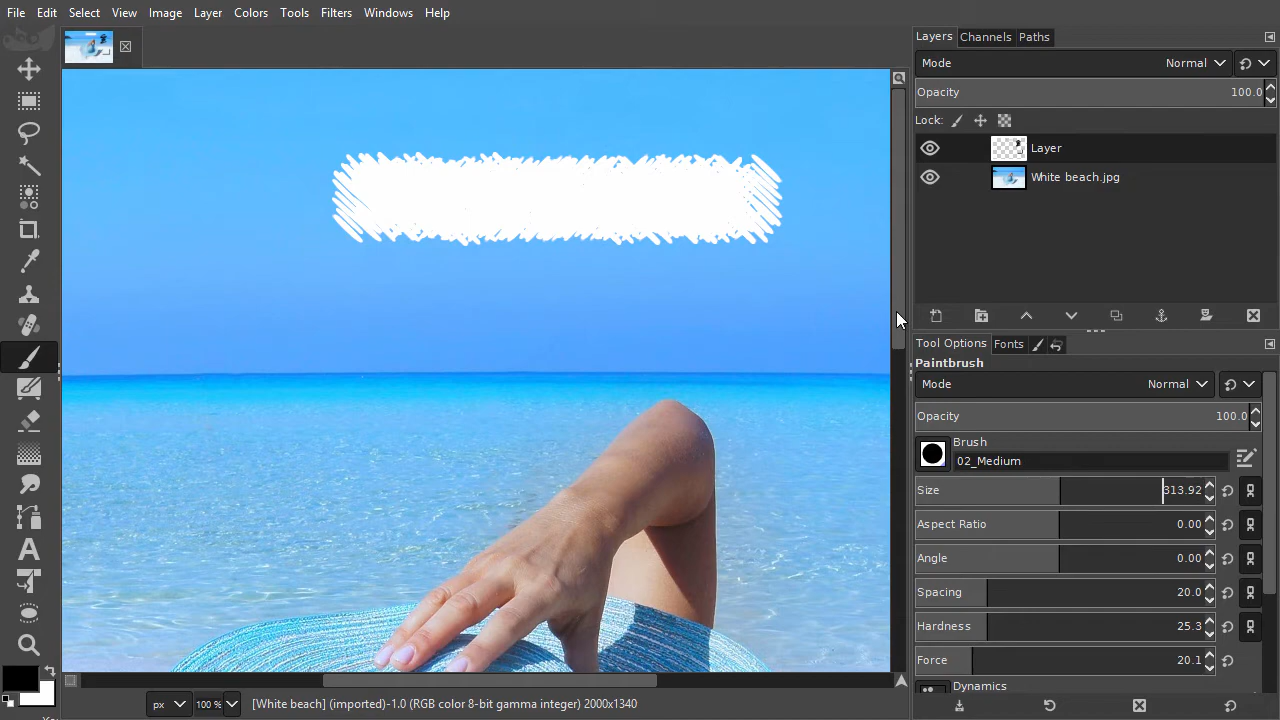 File Edit Select View Image Layer Colors Tools Filters Windows Help
Layers Channels Paths
Mode Normal
Opacity 100.0
Lock:
Layer
White beach.jpg
Tool Options Fonts
Paintbrush
Mode Normal
Opacity 100.0
Brush
02_Medium
Size 313.92
Aspect Ratio 0.00
Angle 0.00
Spacing 20.0
Hardness 25.3
Force 20.1
Dynamics
px 100 % [White beach] (imported)-1.0 (RGB color 8-bit gamma integer) 2000x1340